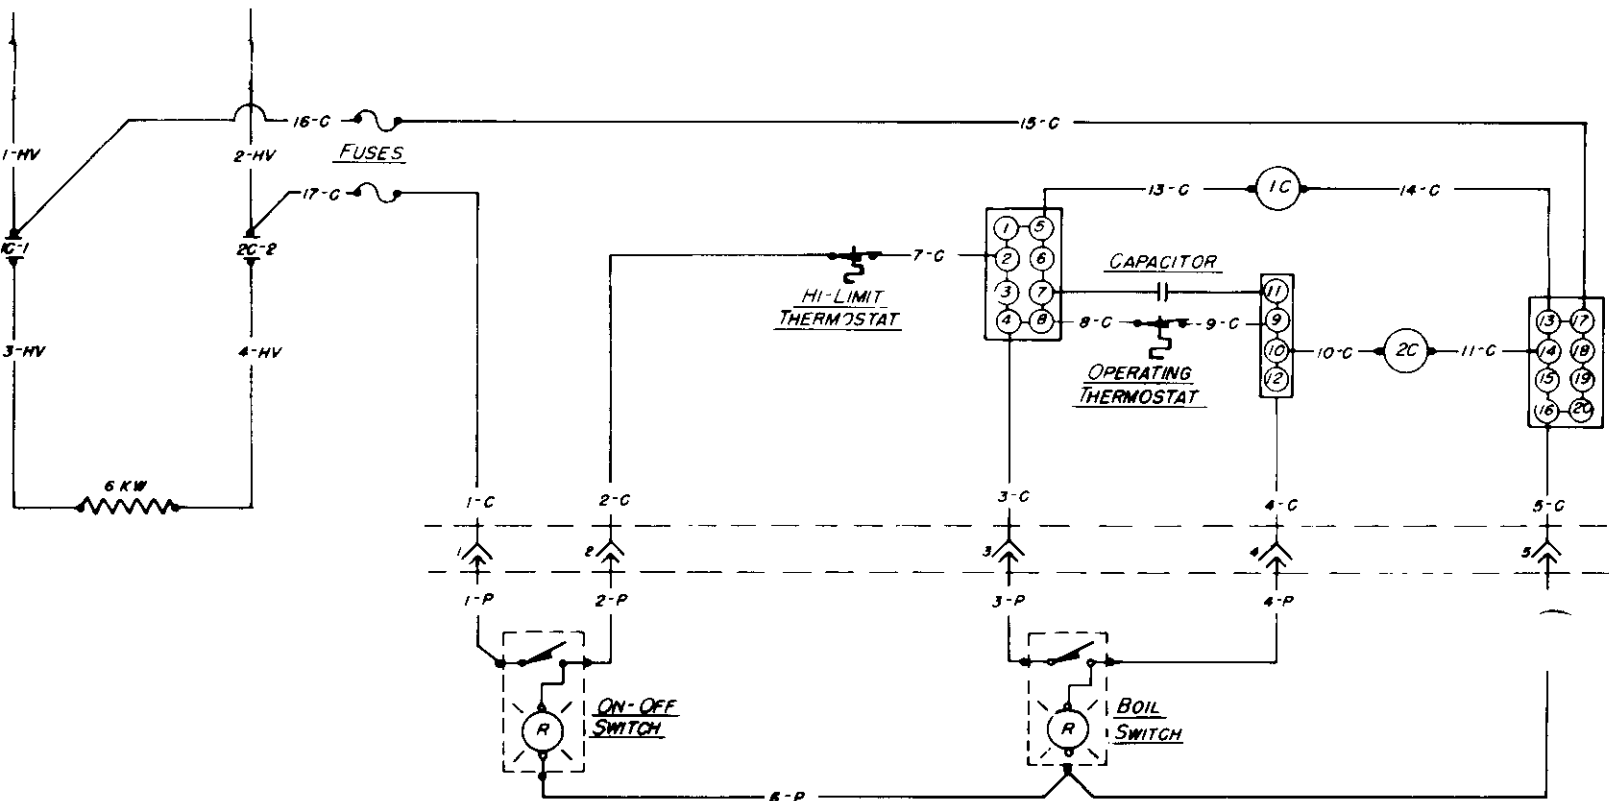 16-C
15-C
1-HV
2-HV
FUSES
17-C
13-C
1C
14-C
1C-1
2C-2
7-C
1 5
2 6
3 7
4 8
HI-LIMIT
THERMOSTAT
CAPACITOR
8-C
9-C
OPERATING
THERMOSTAT
11
9
10
12
10-C
2C
11-C
13 17
14 18
15 19
16 20
3-HV
4-HV
6 KW
1-C
2-C
3-C
4-C
5-C
1
2
3
4
5
1-P
2-P
3-P
4-P
R
ON-OFF
SWITCH
R
BOIL
SWITCH
6-P